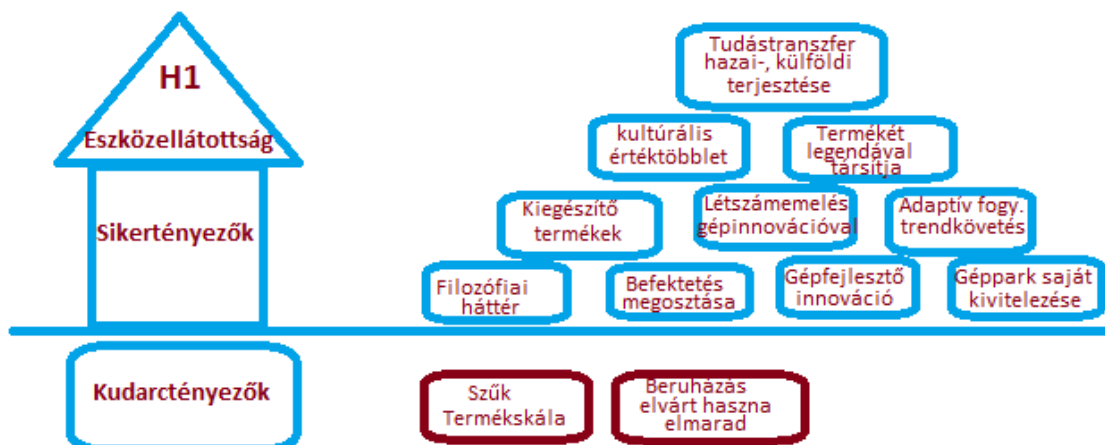 H1
Eszközellátottság
Sikertényezők
Kudarctényezők
Tudástranszfer
hazai-, külföldi
terjesztése
kultúrális
értéktöbblet
Termékét
legendával
társítja
Kiegészítő
termékek
Létszámemelés
gépinnovációval
Adaptív fogy.
trendkövetés
Filozófiai
háttér
Befektetés
megosztása
Gépfejlesztő
innováció
Géppark saját
kivitelezése
Szűk
Termékskála
Beruházás
elvárt haszna
elmarad